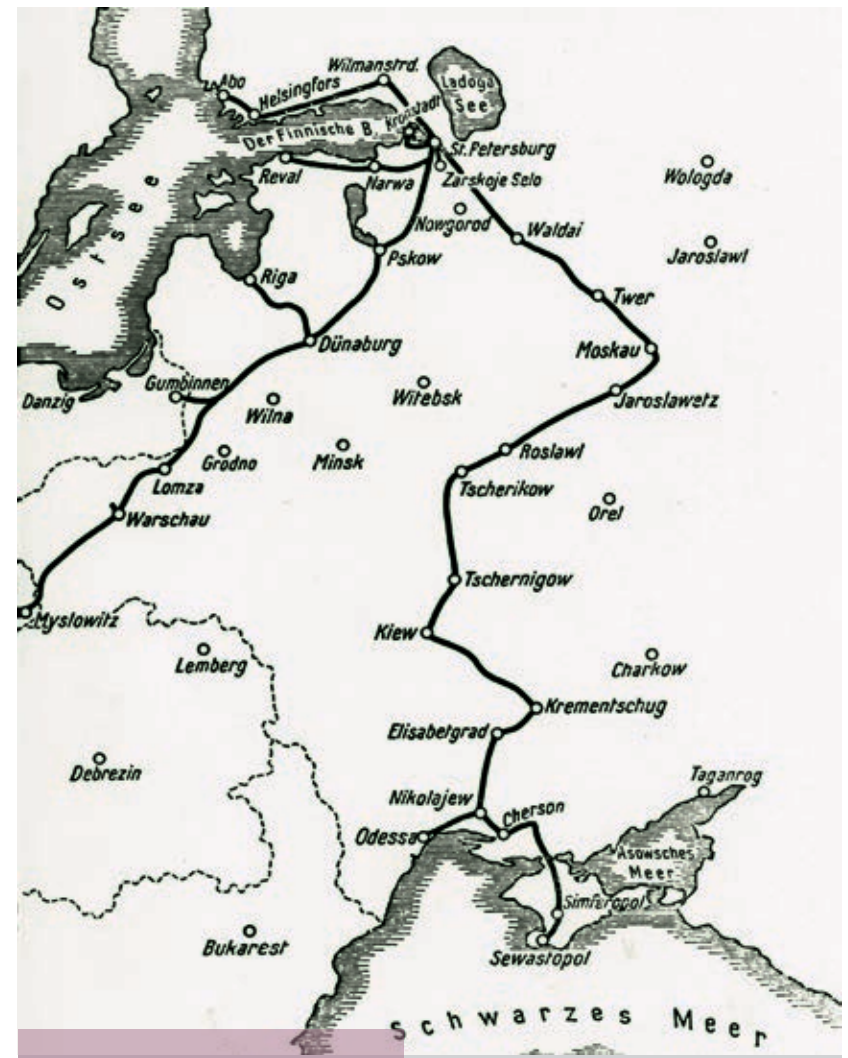 Abo
Helsingfors
Wilmanstrd.
Ladoga
See
Der Finnische B.
Kronstadt
St. Petersburg
Reval
Narwa
Zarskoje Selo
Wologda
Nowgorod
Waldai
Jaroslawl
Ostsee
Pskow
Riga
Twer
Dünaburg
Moskau
Gumbinnen
Danzig
Wilna
Witebsk
Jaroslawetz
Grodno
Minsk
Roslawl
Lomza
Tscherikow
Orel
Warschau
Tschernigow
Myslowitz
Kiew
Lemberg
Charkow
Krementschug
Elisabetgrad
Debrezin
Taganrog
Nikolajew
Cherson
Odessa
Asowsches
Meer
Simferopol
Bukarest
Sewastopol
Schwarzes Meer